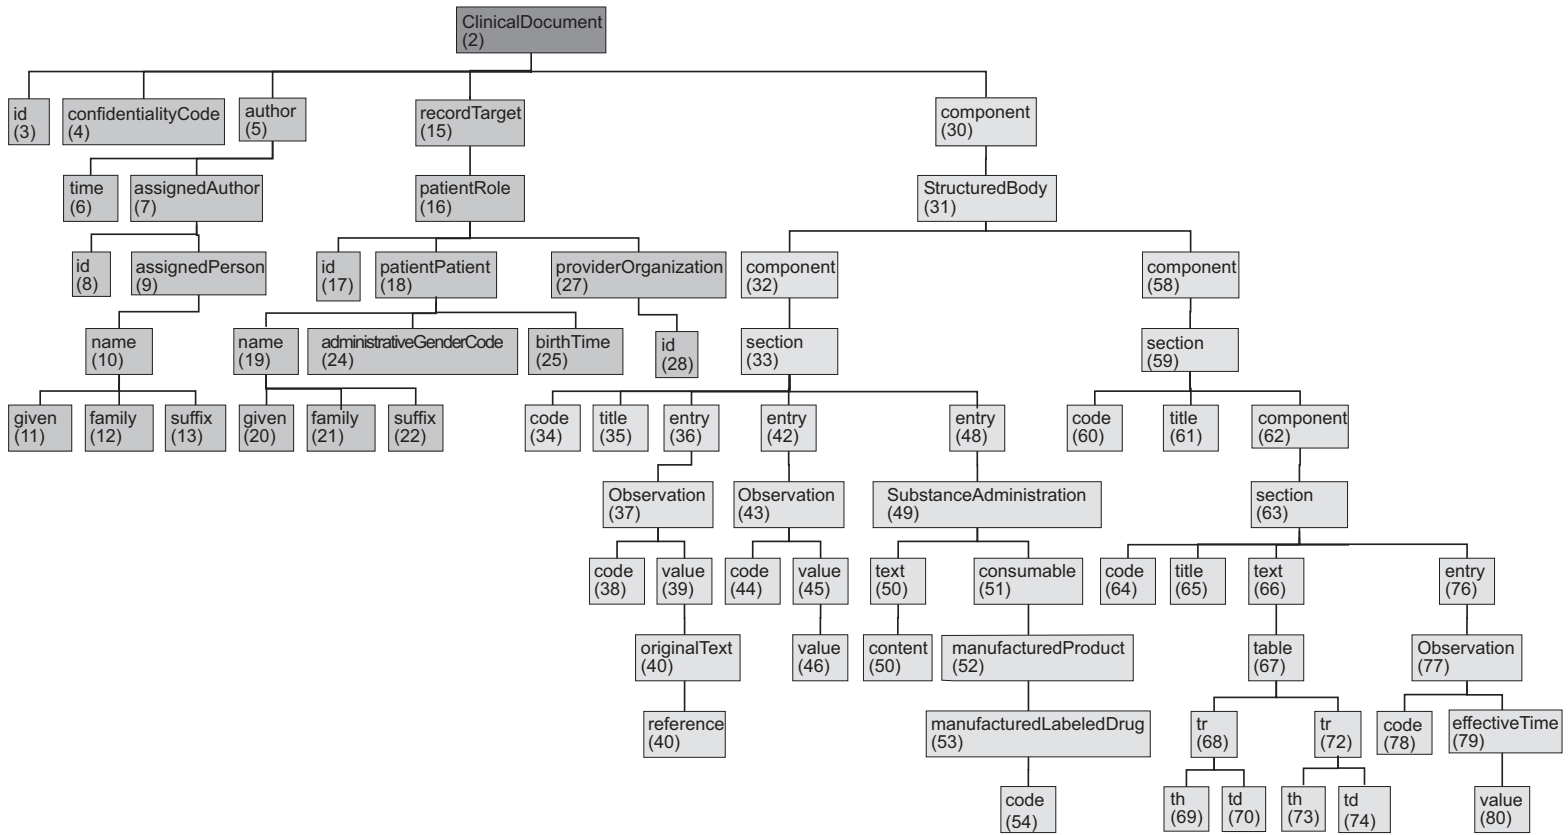 ClinicalDocument
(2)
id
(3)
confidentialityCode
(4)
author
(5)
recordTarget
(15)
component
(30)
time
(6)
assignedAuthor
(7)
patientRole
(16)
StructuredBody
(31)
id
(8)
assignedPerson
(9)
id
(17)
patientPatient
(18)
providerOrganization
(27)
component
(32)
component
(58)
name
(10)
name
(19)
administrativeGenderCode
(24)
birthTime
(25)
id
(28)
section
(33)
section
(59)
given
(11)
family
(12)
suffix
(13)
given
(20)
family
(21)
suffix
(22)
code
(34)
title
(35)
entry
(36)
entry
(42)
entry
(48)
code
(60)
title
(61)
component
(62)
Observation
(37)
Observation
(43)
SubstanceAdministration
(49)
section
(63)
code
(38)
value
(39)
code
(44)
value
(45)
text
(50)
consumable
(51)
code
(64)
title
(65)
text
(66)
entry
(76)
originalText
(40)
value
(46)
content
(50)
manufacturedProduct
(52)
table
(67)
Observation
(77)
reference
(40)
manufacturedLabeledDrug
(53)
tr
(68)
tr
(72)
code
(78)
effectiveTime
(79)
code
(54)
th
(69)
td
(70)
th
(73)
td
(74)
value
(80)